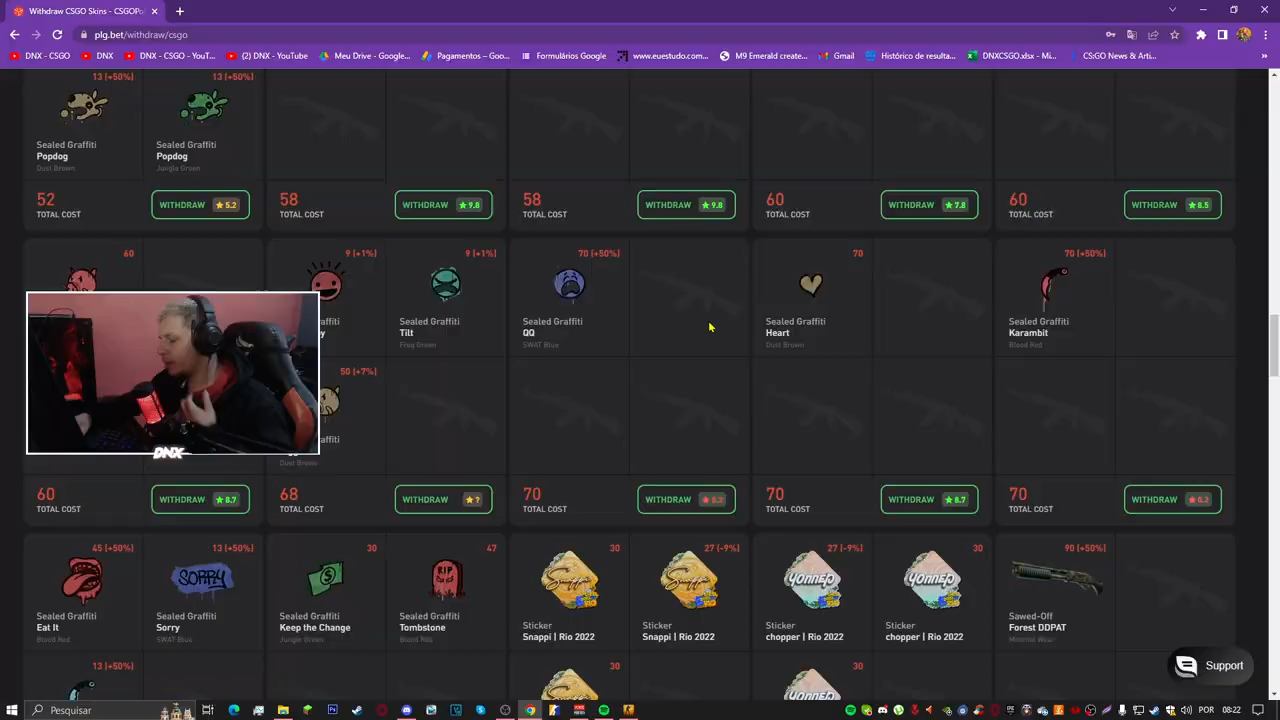 Withdraw CSGO Skins - CSGOPol
plg.bet/withdraw/csgo
DNX - CSGO
DNX - CSGO - YouT...
(2) DNX - YouTube
Meu Drive - Google...
Pagamentos – Goo...
Formulários Google
www.euestudo.com...
M9 Emerald create...
Gmail
Histórico de resulta...
DNXCSGO.xlsx - Mi...
CS:GO News & Arti...
13 (+50%) 13 (+50%)
Sealed Graffiti Sealed Graffiti
Popdog Popdog
Dust Brown Jungle Green
52 58 58 60 60
TOTAL COST TOTAL COST TOTAL COST TOTAL COST TOTAL COST
WITHDRAW 5.2 WITHDRAW 9.8 WITHDRAW 9.8 WITHDRAW 7.8 WITHDRAW 8.5
60 9 (+1%) 9 (+1%) 70 (+50%) 70 70 (+50%)
Sealed Graffiti Sealed Graffiti Sealed Graffiti Sealed Graffiti
Tilt QQ Heart Karambit
Frog Green SWAT Blue Dust Brown Blood Red
50 (+7%)
DNX
Dust Brown
60 68 70 70 70
TOTAL COST TOTAL COST TOTAL COST TOTAL COST TOTAL COST
WITHDRAW 8.7 WITHDRAW ? WITHDRAW WITHDRAW 8.7 WITHDRAW
45 (+50%) 13 (+50%) 30 47 30 27 (-9%) 27 (-9%) 30 90 (+50%)
RIP
SORRY
Sealed Graffiti Sealed Graffiti Sealed Graffiti Sealed Graffiti Sticker Sticker Sticker Sticker Sawed-Off
Eat It Sorry Keep the Change Tombstone Snappi | Rio 2022 Snappi | Rio 2022 chopper | Rio 2022 chopper | Rio 2022 Forest DDPAT
Blood Red SWAT Blue Jungle Green Blood Red Minimal Wear
13 (+50%) 30 30
Support
Pesquisar
POR
08:22